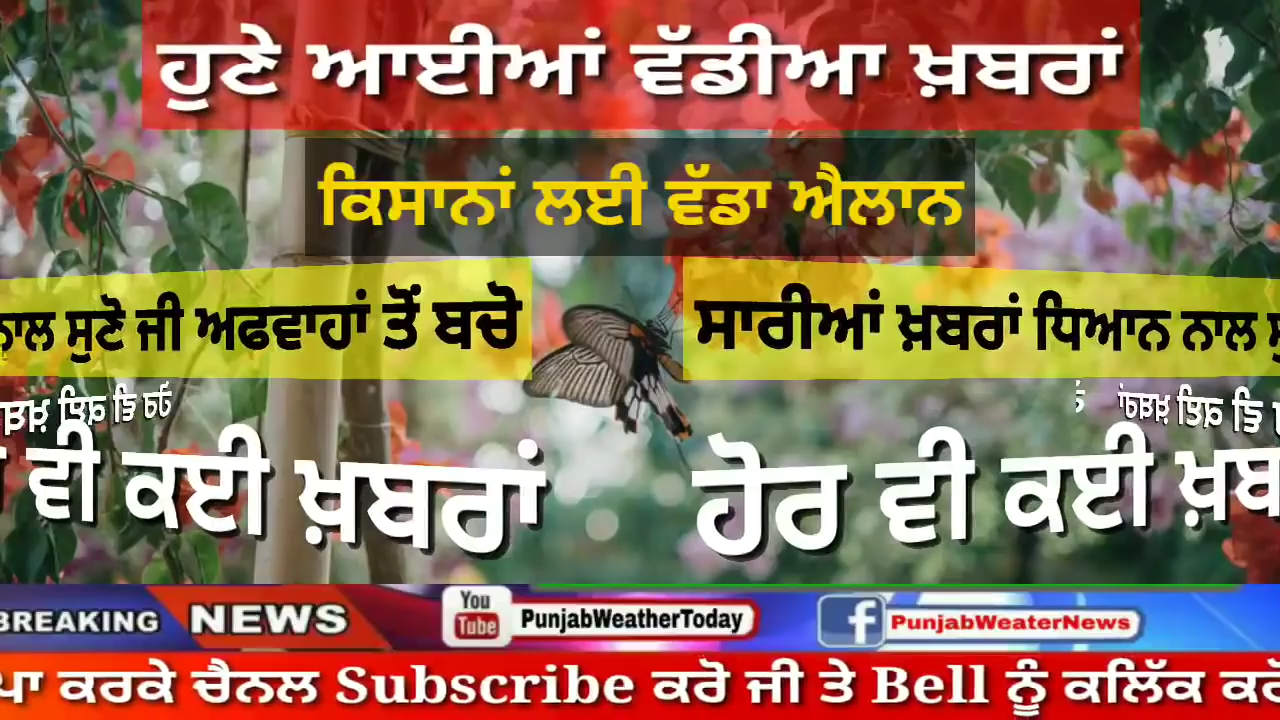 ਹੁਣੇ ਆਈਆਂ ਵੱਡੀਆ ਖ਼ਬਰਾਂ
ਕਿਸਾਨਾਂ ਲਈ ਵੱਡਾ ਐਲਾਨ
ਨਾਲ ਸੁਣੋ ਜੀ ਅਫਵਾਹਾਂ ਤੋਂ ਬਚੋ
ਸਾਰੀਆਂ ਖ਼ਬਰਾਂ ਧਿਆਨ ਨਾਲ
ਵੀ ਕਈ ਖ਼ਬਰਾਂ
ਹੋਰ ਵੀ ਕਈ
BREAKING NEWS
You Tube PunjabWeatherToday
f PunjabWeaterNews
ਕਰਕੇ ਚੈਨਲ Subscribe ਕਰੋ ਜੀ ਤੇ Bell ਨੂੰ ਕਲਿੱਕ ਕਰੋ